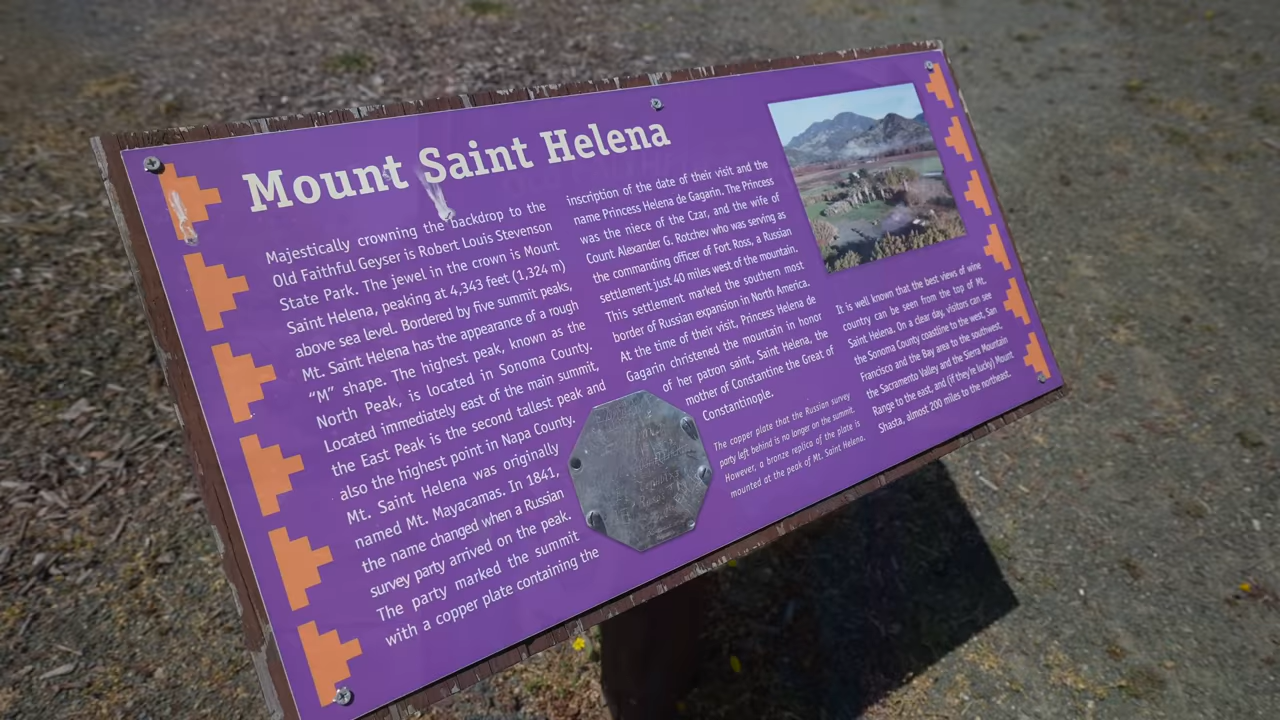 Mount Saint Helena
Majestically crowning the backdrop to the
Old Faithful Geyser is Robert Louis Stevenson
State Park. The jewel in the crown is Mount
Saint Helena, peaking at 4,343 feet (1,324 m)
above sea level. Bordered by five summit peaks,
Mt. Saint Helena has the appearance of a rough
“M” shape. The highest peak, known as the
North Peak, is located in Sonoma County.
Located immediately east of the main summit,
the East Peak is the second tallest peak and
also the highest point in Napa County.
Mt. Saint Helena was originally
named Mt. Mayacamas. In 1841,
the name changed when a Russian
survey party arrived on the peak.
The party marked the summit
with a copper plate containing the
inscription of the date of their visit and the
name Princess Helena de Gagarin. The Princess
was the niece of the Czar, and the wife of
Count Alexander G. Rotchev who was serving as
the commanding officer of Fort Ross, a Russian
settlement just 40 miles west of the mountain.
This settlement marked the southern most
border of Russian expansion in North America.
At the time of their visit, Princess Helena de
Gagarin christened the mountain in honor
of her patron saint, Saint Helena, the
mother of Constantine the Great of
Constantinople.
The copper plate that the Russian survey
party left behind is no longer on the summit.
However, a bronze replica of the plate is
mounted at the peak of Mt. Saint Helena.
It is well known that the best views of wine
country can be seen from the top of Mt.
Saint Helena. On a clear day, visitors can see
the Sonoma County coastline to the west, San
Francisco and the Bay area to the southwest,
the Sacramento Valley and the Sierra Mountain
Range to the east, and (if they’re lucky) Mount
Shasta, almost 200 miles to the northeast.